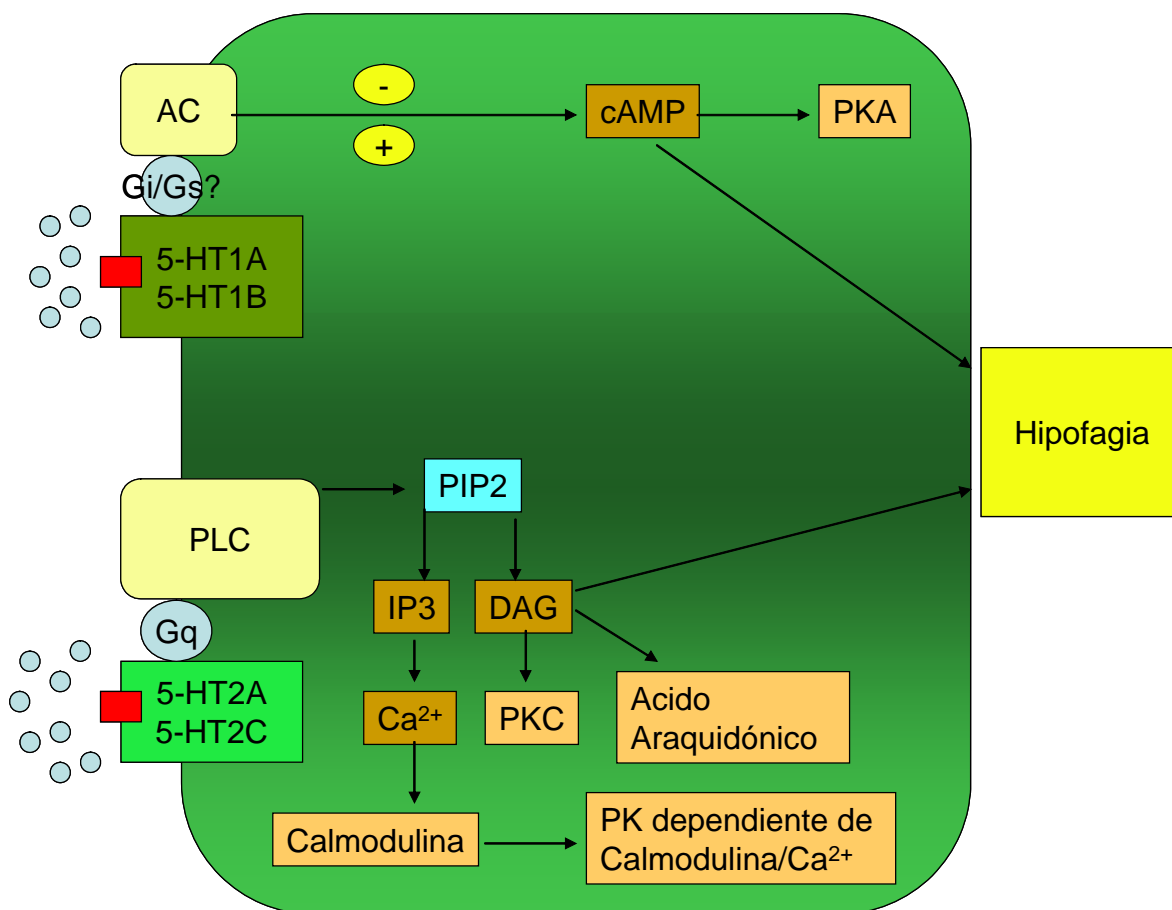 AC
-
+
cAMP
PKA
Gi/Gs?
5-HT1A
5-HT1B
Hipofagia
PIP2
PLC
IP3
DAG
Gq
5-HT2A
5-HT2C
Ca²⁺
PKC
Acido
Araquidónico
Calmodulina
PK dependiente de
Calmodulina/Ca²⁺